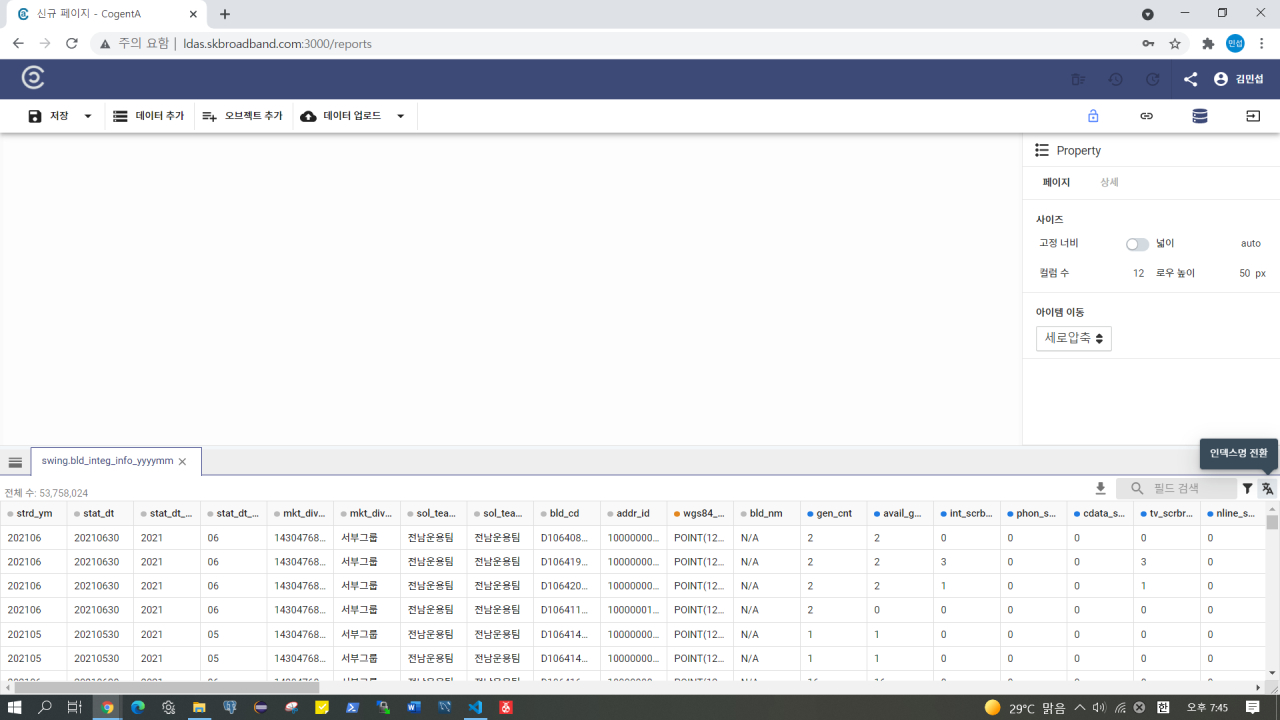 신규 페이지 - CogentA
주의 요함 | ldas.skbroadband.com:3000/reports
민섭
김민섭
저장 데이터 추가 오브젝트 추가 데이터 업로드
Property
페이지 상세
사이즈
고정 너비 넓이 auto
컬럼 수 12 로우 높이 50 px
아이템 이동
세로압축
swing.bld_integ_info_yyyymm
인덱스명 전환
전체 수: 53,758,024 필드 검색
strd_ym stat_dt stat_dt_... stat_dt_... mkt_div... mkt_div... sol_tea... sol_tea... bld_cd addr_id wgs84_... bld_nm gen_cnt avail_g... int_scrb... phon_s... cdata_s... tv_scrbr... nline_s...
202106 20210630 2021 06 14304768... 서부그룹 전남운용팀 전남운용팀 D106408... 10000000... POINT(12... N/A 2 2 0 0 0 0 0
202106 20210630 2021 06 14304768... 서부그룹 전남운용팀 전남운용팀 D106419... 10000000... POINT(12... N/A 2 2 3 0 0 3 0
202106 20210630 2021 06 14304768... 서부그룹 전남운용팀 전남운용팀 D106420... 10000000... POINT(12... N/A 2 2 1 0 0 1 0
202106 20210630 2021 06 14304768... 서부그룹 전남운용팀 전남운용팀 D106411... 10000001... POINT(12... N/A 2 0 0 0 0 0 0
202105 20210530 2021 05 14304768... 서부그룹 전남운용팀 전남운용팀 D106414... 10000000... POINT(12... N/A 1 1 0 0 0 0 0
202105 20210530 2021 05 14304768... 서부그룹 전남운용팀 전남운용팀 D106414... 10000000... POINT(12... N/A 1 1 0 0 0 0 0
29°C 맑음 한 오후 7:45